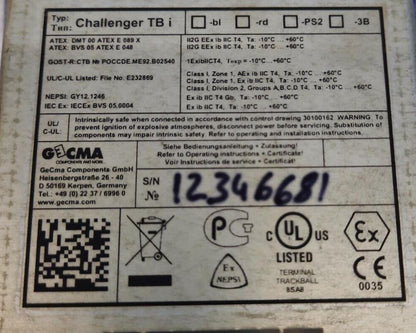 Typ:
Тип: Challenger TB i -bl -rd -PS2 -3B
ATEX: DMT 00 ATEX E 089 X II2G EEx ib IIC T4, Ta: -10°C ... +60°C
ATEX: BVS 05 ATEX E 048 II2G Ex ib IIC T4, Ta: -10°C ... +60°C
GOST-R: CTB № РОССDE.ME92.B02540 1ExibIICT4, -10°C ... +60°C
UL/C-UL Listed: File: E232669 Class I, Zone 1, AEx ib IIC T4, Ta: -10°C ... +60°C
Class I, Zone 1, Ex ib IIC T4, Ta: -10°C ... +60°C
Class I, Division 2, Groups A,B,C,D T4, Ta: -10°C ... +60°C
NEPSI: GY12.1246 Ex ib IIC T4 Gb, Ta: -10°C ... +60°C
IEC Ex: IECEx BVS 05.0004 Ex ib IIC T4, Ta: -10°C ... +60°C
UL/
C-UL: Intrinsically safe when connected in accordance with control drawing 30100162 WARNING: To
prevent ignition of explosive atmospheres, disconnect power before servicing. Substitution of
components may impair intrinsic safety. Refer to operating and installation instructions.
GECMA
COMPONENTS
GeCma Components GmbH
Heisenbergstraße 26 - 40
D 50169 Kerpen, Germany
Tel.: +49 (0) 22 37 / 6996 0
www.gecma.com
Siehe Bedienungsanleitung + Zulassung!
Refer to Operating Instructions + Certificate!
Voir Instructions de service + Certificat!
S/N
№ 12346681
C UL US
LISTED
TERMINAL
TRACKBALL
8SA8
Ex
NEPSI
Ex
CE
0035